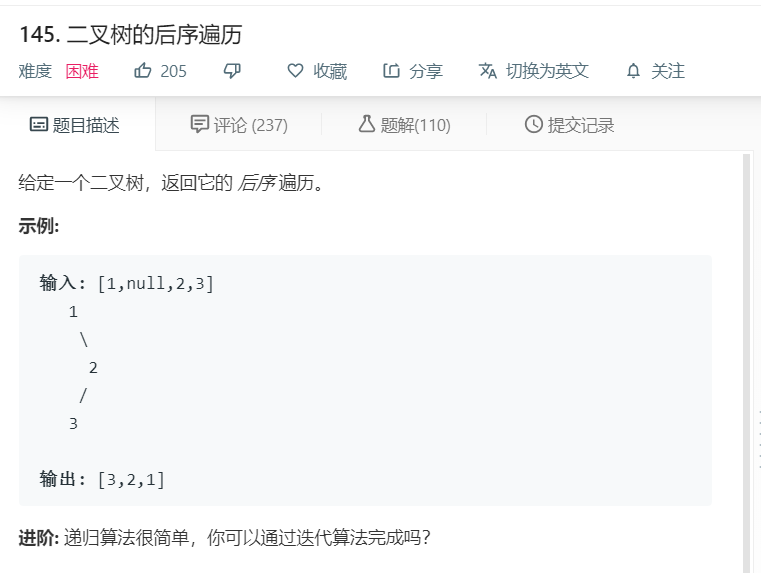 145. 二叉树的后序遍历
难度 困难 205 收藏 分享 切换为英文 关注
题目描述 评论 (237) 题解(110) 提交记录
给定一个二叉树，返回它的 后序 遍历。
示例:
输入: [1,null,2,3]
1
\
2
/
3
输出: [3,2,1]
进阶: 递归算法很简单，你可以通过迭代算法完成吗？